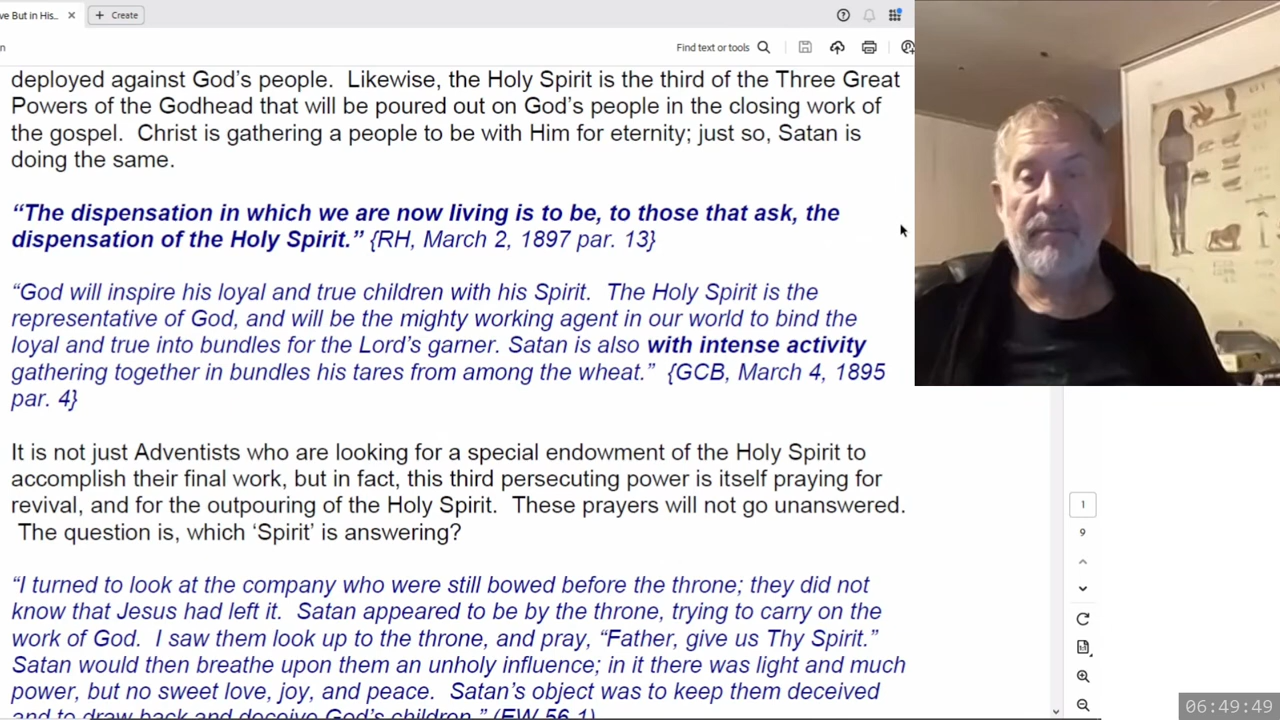 ve But in His..
Create
n
Find text or tools
deployed against God's people.  Likewise, the Holy Spirit is the third of the Three Great
Powers of the Godhead that will be poured out on God's people in the closing work of
the gospel.  Christ is gathering a people to be with Him for eternity; just so, Satan is
doing the same.
“The dispensation in which we are now living is to be, to those that ask, the
dispensation of the Holy Spirit.” {RH, March 2, 1897 par. 13}
“God will inspire his loyal and true children with his Spirit.  The Holy Spirit is the
representative of God, and will be the mighty working agent in our world to bind the
loyal and true into bundles for the Lord's garner. Satan is also with intense activity
gathering together in bundles his tares from among the wheat.”  {GCB, March 4, 1895
par. 4}
It is not just Adventists who are looking for a special endowment of the Holy Spirit to
accomplish their final work, but in fact, this third persecuting power is itself praying for
revival, and for the outpouring of the Holy Spirit.  These prayers will not go unanswered.
The question is, which ‘Spirit’ is answering?
“I turned to look at the company who were still bowed before the throne; they did not
know that Jesus had left it.  Satan appeared to be by the throne, trying to carry on the
work of God.  I saw them look up to the throne, and pray, “Father, give us Thy Spirit.”
Satan would then breathe upon them an unholy influence; in it there was light and much
power, but no sweet love, joy, and peace.  Satan's object was to keep them deceived
and to draw back and deceive God's children.” (EW 56.1)
1
9
06:49:49